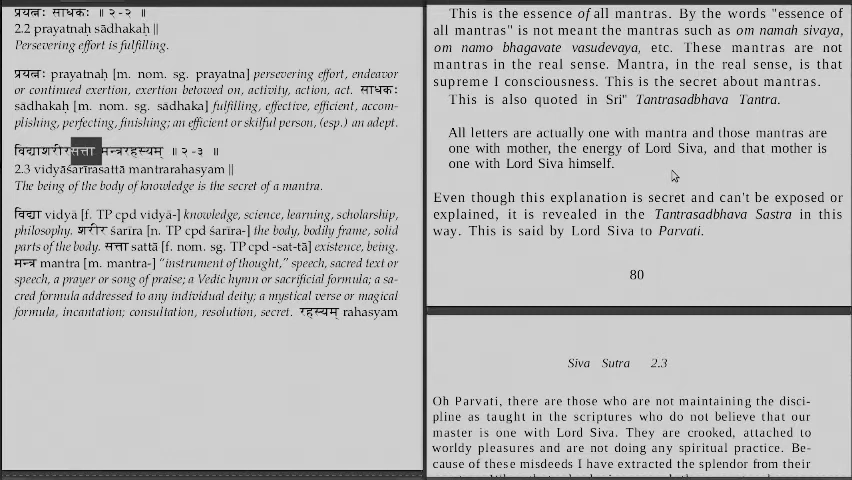 प्रयत्नः साधकः ॥ २-२ ॥
2.2 prayatnaḥ sādhakaḥ ||
Persevering effort is fulfilling.
प्रयत्नः prayatnaḥ [m. nom. sg. prayatna] persevering effort, endeavor
or continued exertion, exertion betowed on, activity, action, act. साधकः
sādhakaḥ [m. nom. sg. sādhaka] fulfilling, effective, efficient, accom-
plishing, perfecting, finishing; an efficient or skilful person, (esp.) an adept.
विद्याशरीरसत्ता मन्त्ररहस्यम् ॥ २-३ ॥
2.3 vidyāśarīrasattā mantrarahasyam ||
The being of the body of knowledge is the secret of a mantra.
विद्या vidyā [f. TP cpd vidyā-] knowledge, science, learning, scholarship,
philosophy. शरीर śarīra [n. TP cpd śarīra-] the body, bodily frame, solid
parts of the body. सत्ता sattā [f. nom. sg. TP cpd -sat-tā] existence, being.
मन्त्र mantra [m. mantra-] “instrument of thought,” speech, sacred text or
speech, a prayer or song of praise; a Vedic hymn or sacrificial formula; a sa-
cred formula addressed to any individual deity; a mystical verse or magical
formula, incantation; consultation, resolution, secret. रहस्यम् rahasyam
This is the essence of all mantras. By the words "essence of
all mantras" is not meant the mantras such as om namah sivaya,
om namo bhagavate vasudevaya, etc. These mantras are not
mantras in the real sense. Mantra, in the real sense, is that
supreme I consciousness. This is the secret about mantras.
This is also quoted in Sri" Tantrasadbhava Tantra.
All letters are actually one with mantra and those mantras are
one with mother, the energy of Lord Siva, and that mother is
one with Lord Siva himself.
Even though this explanation is secret and can't be exposed or
explained, it is revealed in the Tantrasadbhava Sastra in this
way. This is said by Lord Siva to Parvati.
80
Siva Sutra 2.3
Oh Parvati, there are those who are not maintaining the disci-
pline as taught in the scriptures who do not believe that our
master is one with Lord Siva. They are crooked, attached to
worldly pleasures and are not doing any spiritual practice. Be-
cause of these misdeeds I have extracted the splendor from their